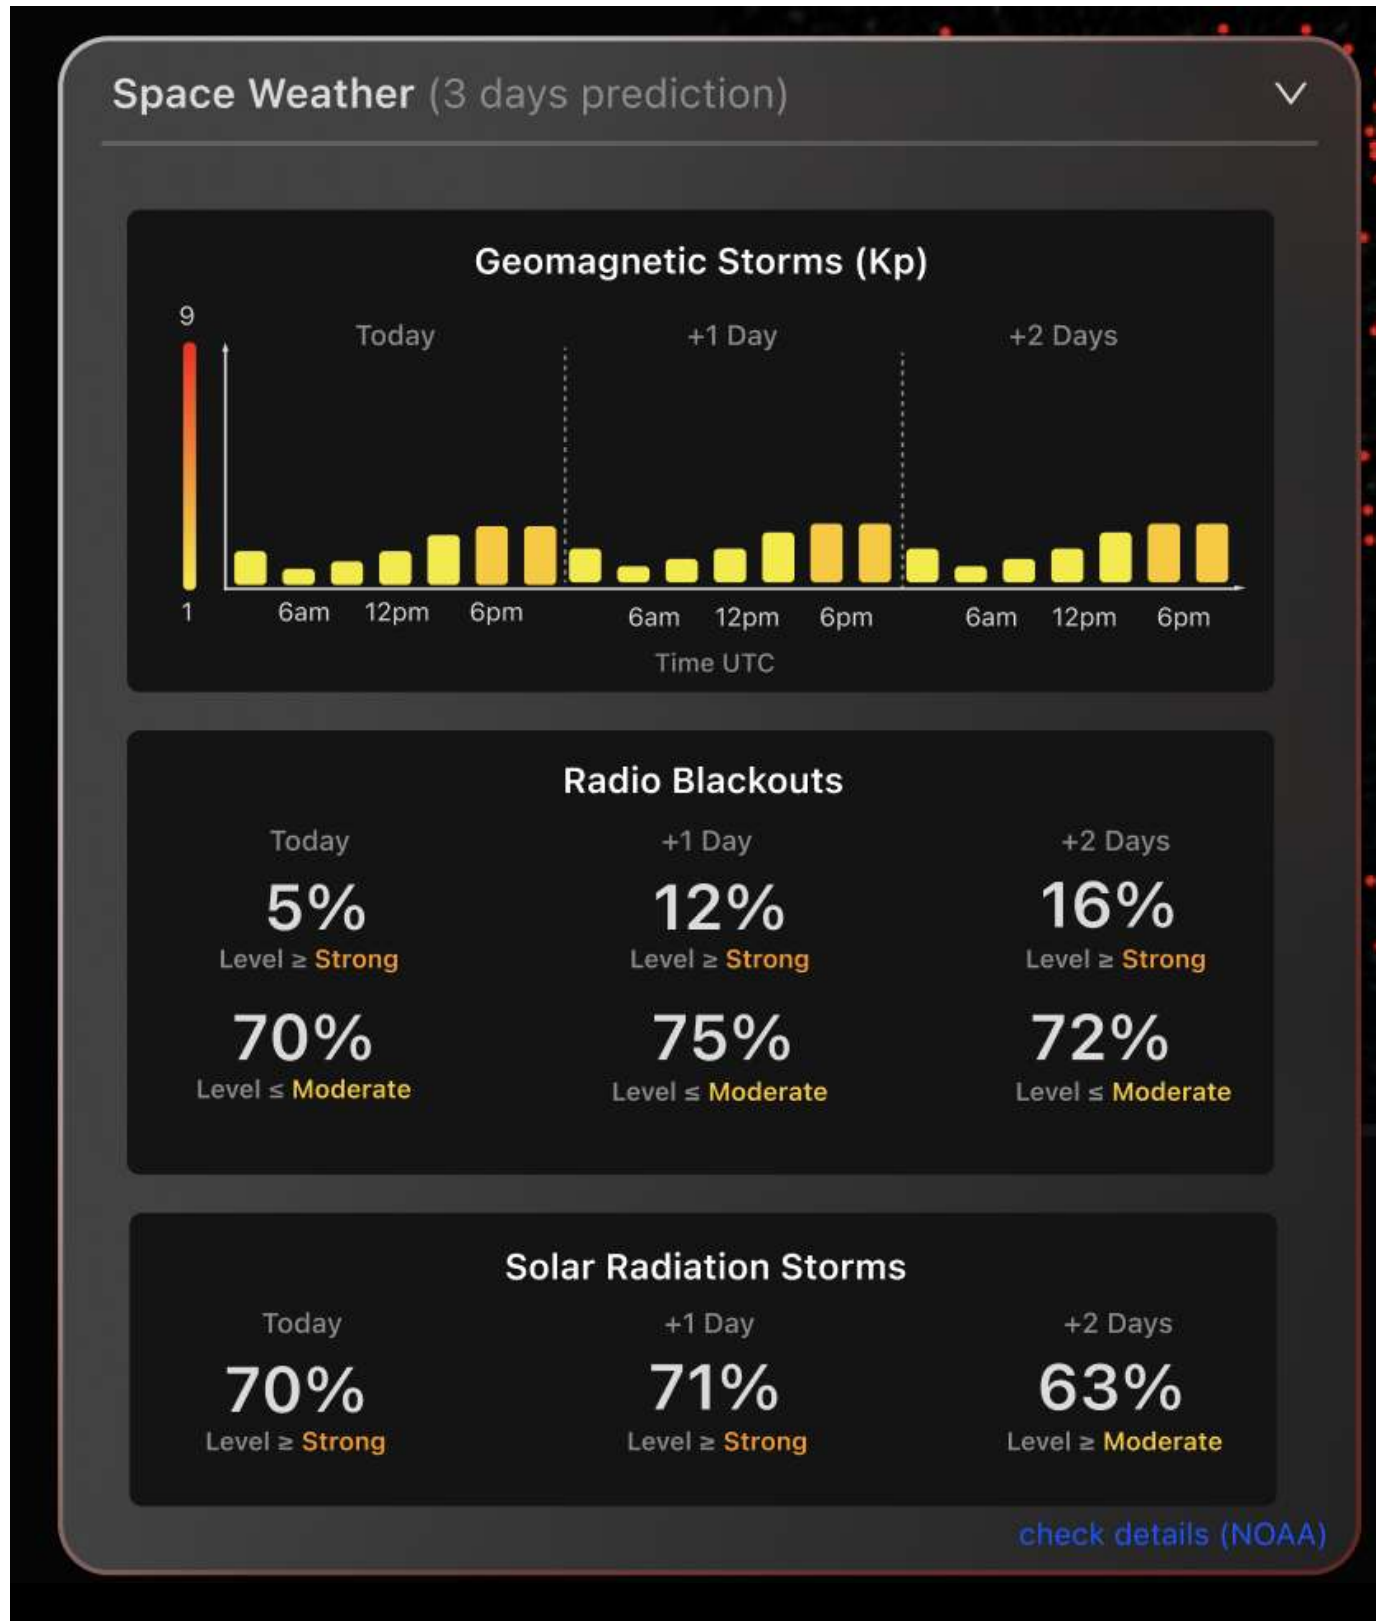 Space Weather (3 days prediction)
Geomagnetic Storms (Kp)
9
Today +1 Day +2 Days
1
6am 12pm 6pm 6am 12pm 6pm 6am 12pm 6pm
Time UTC
Radio Blackouts
Today +1 Day +2 Days
5% 12% 16%
Level ≥ Strong Level ≥ Strong Level ≥ Strong
70% 75% 72%
Level ≤ Moderate Level ≤ Moderate Level ≤ Moderate
Solar Radiation Storms
Today +1 Day +2 Days
70% 71% 63%
Level ≥ Strong Level ≥ Strong Level ≥ Moderate
check details (NOAA)